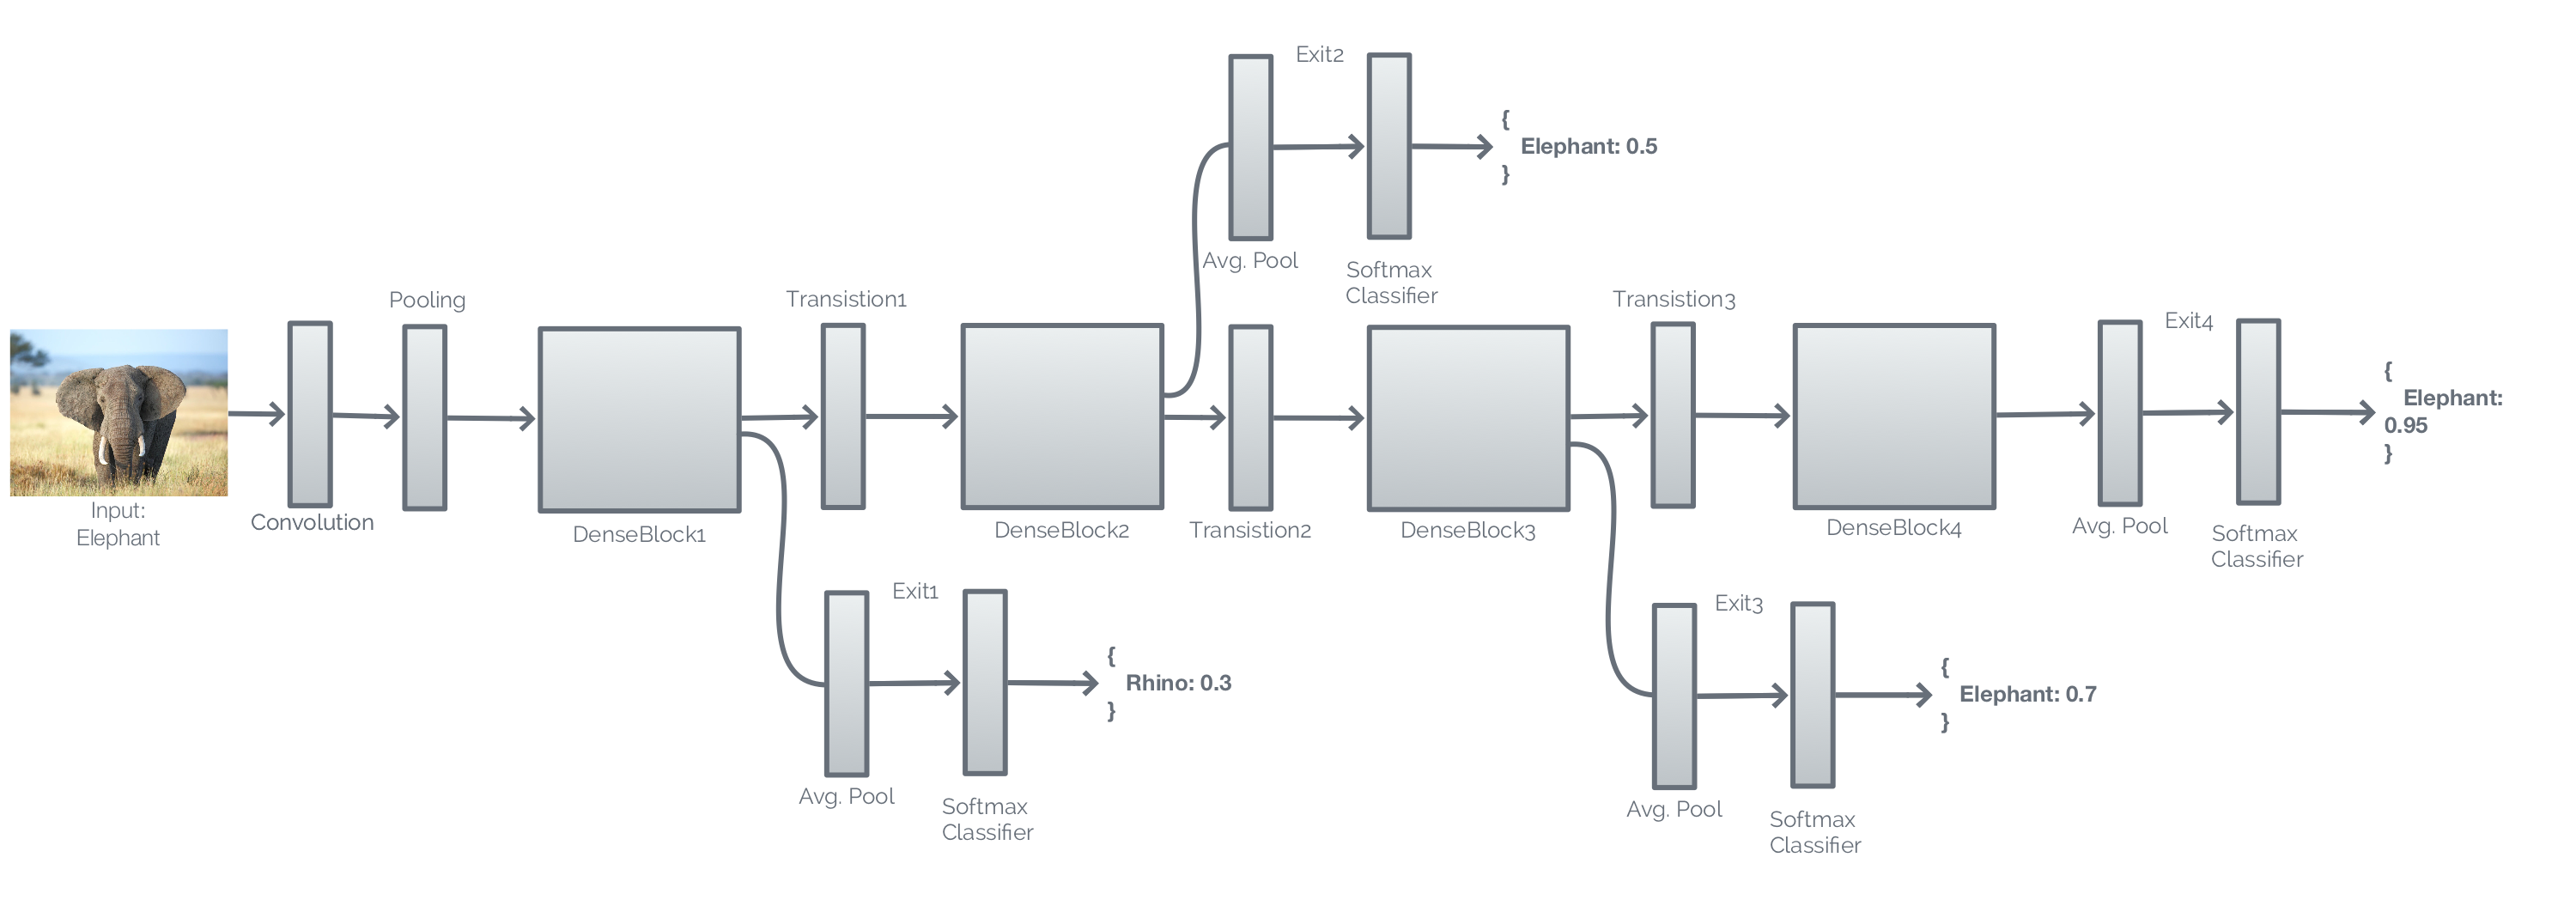 Exit2
{
Elephant: 0.5
}
Avg. Pool
Softmax
Classifier
Pooling
Transistion1
Transistion3
Exit4
{
Elephant:
0.95
}
Input:
Elephant
Convolution
DenseBlock1
DenseBlock2
Transistion2
DenseBlock3
DenseBlock4
Avg. Pool
Softmax
Classifier
Exit1
{
Rhino: 0.3
}
Avg. Pool
Softmax
Classifier
Exit3
{
Elephant: 0.7
}
Avg. Pool
Softmax
Classifier